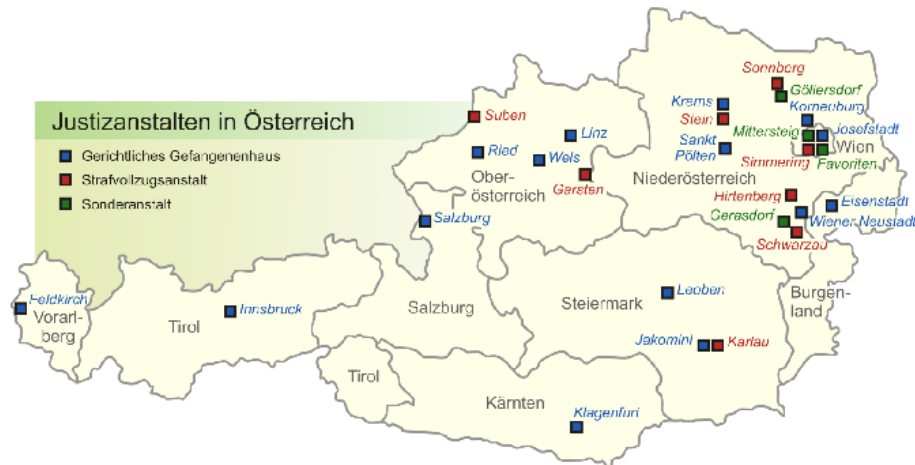 Justizanstalten in Österreich
Gerichtliches Gefangenenhaus
Strafvollzugsanstalt
Sonderanstalt
Sonnberg
Göllersdorf
Krems
Korneuburg
Stein
Mittersteig
Josefstadt
Wien
Sankt
Pölten
Simmering
Favoriten
Niederösterreich
Suben
Linz
Ried
Wels
Ober-
österreich
Garsten
Hirtenberg
Eisenstadt
Gerasdorf
Wiener Neustadt
Schwarzau
Salzburg
Feldkirch
Vorarl-
berg
Tirol
Innsbruck
Salzburg
Steiermark
Leoben
Burgen-
land
Jakomini
Karlau
Tirol
Kärnten
Klagenfurt